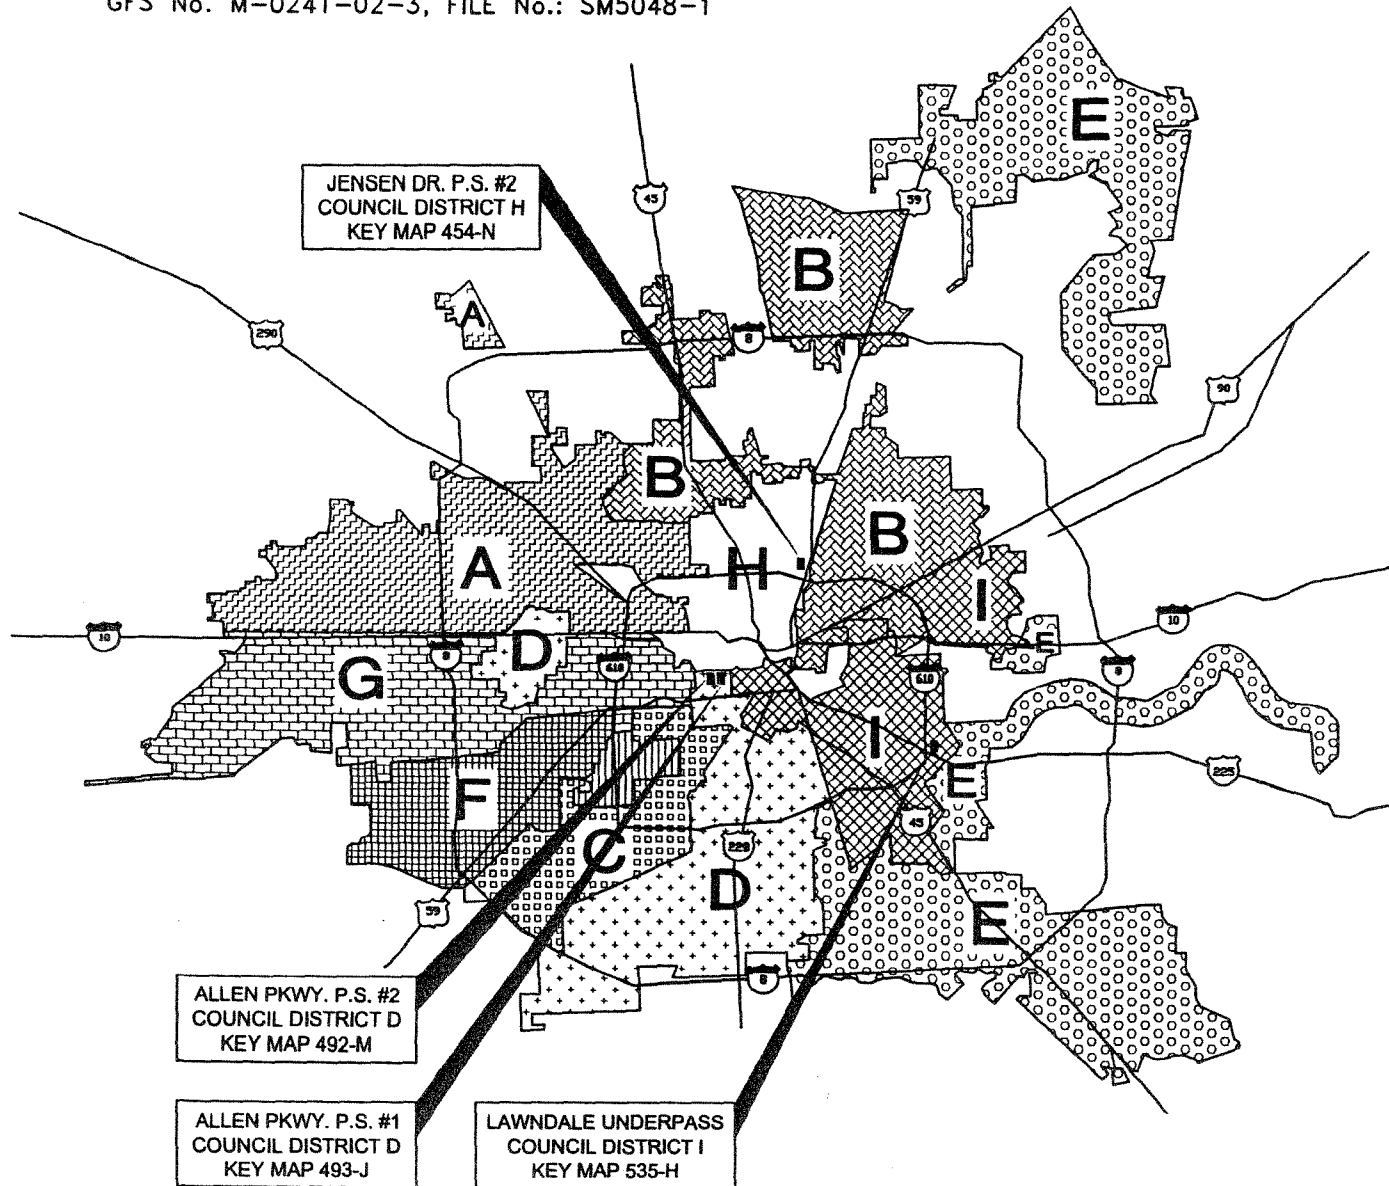 GFS No. M-0241-02-3, FILE No.: SM5048-1
E
45
59
JENSEN DR. P.S. #2
COUNCIL DISTRICT H
KEY MAP 454-N
B
A
290
8
90
B
B
A
H
I
10
10
E
D
8
610
610
8
G
I
E
225
F
45
C
220
D
59
E
8
ALLEN PKWY. P.S. #2
COUNCIL DISTRICT D
KEY MAP 492-M
ALLEN PKWY. P.S. #1
COUNCIL DISTRICT D
KEY MAP 493-J
LAWNDALE UNDERPASS
COUNCIL DISTRICT I
KEY MAP 535-H